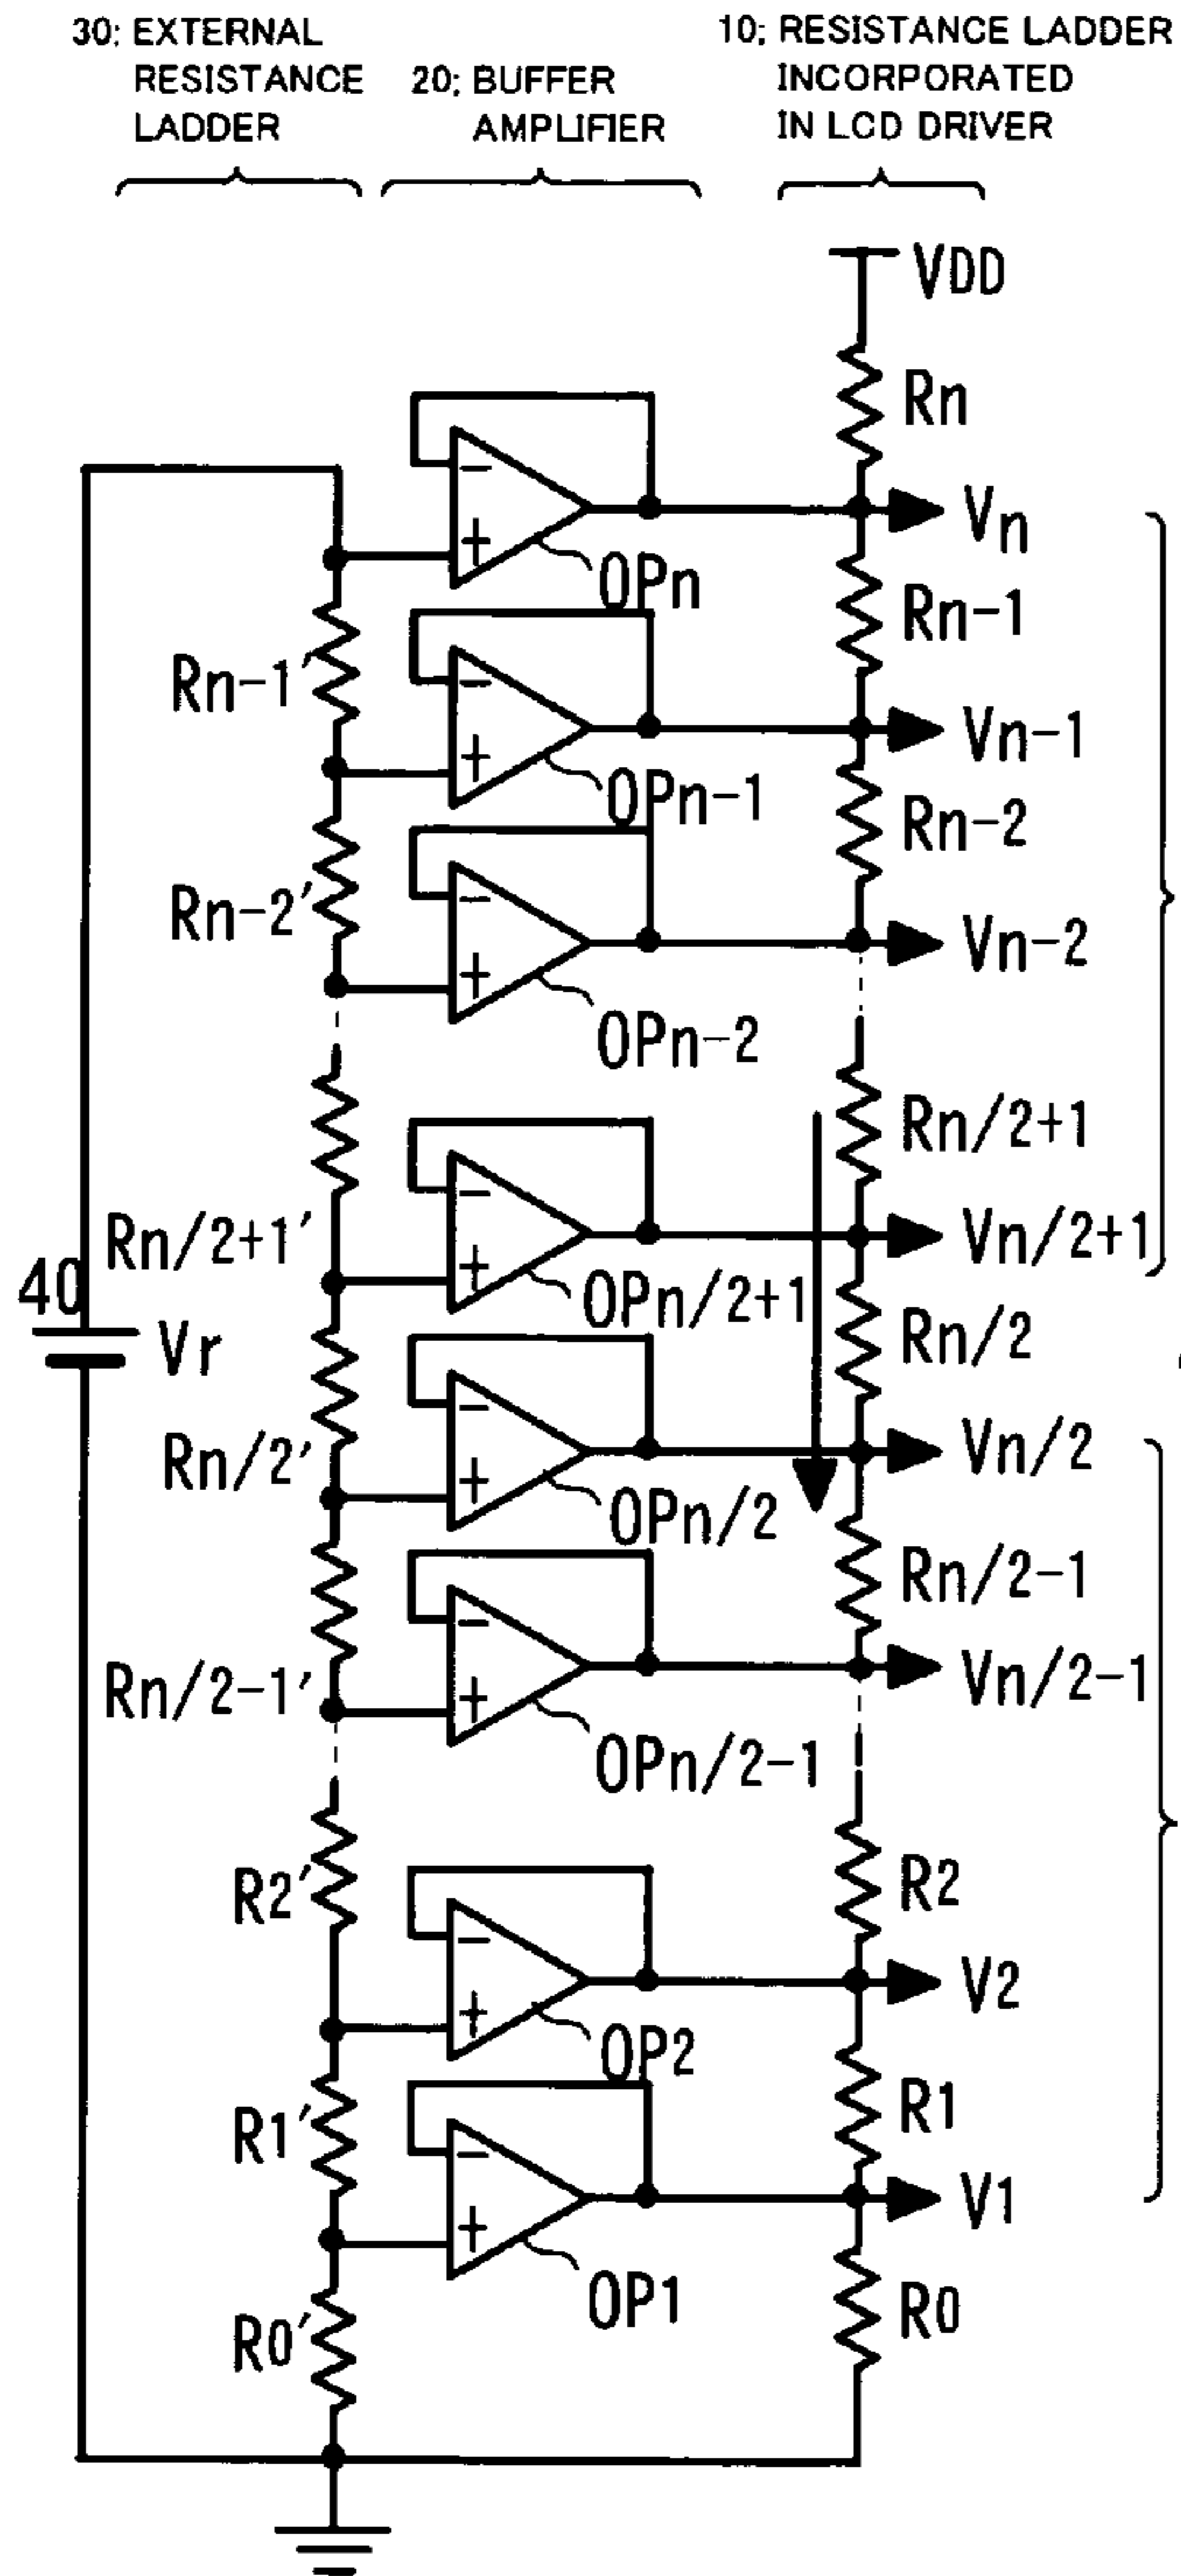 30; EXTERNAL
RESISTANCE
LADDER
20; BUFFER
AMPLIFIER
10; RESISTANCE LADDER
INCORPORATED
IN LCD DRIVER
VDD
Rn
−
+
OPn
Vn
Rn-1'
Rn-1
−
+
OPn-1
Vn-1
Rn-2'
Rn-2
−
+
OPn-2
Vn-2
Rn/2+1
Rn/2+1'
−
+
OPn/2+1
Vn/2+1
40
Vr
Rn/2
Rn/2'
−
+
OPn/2
Vn/2
Rn/2-1
Rn/2-1'
−
+
OPn/2-1
Vn/2-1
R2'
R2
−
+
OP2
V2
R1'
R1
−
+
OP1
V1
R0'
R0